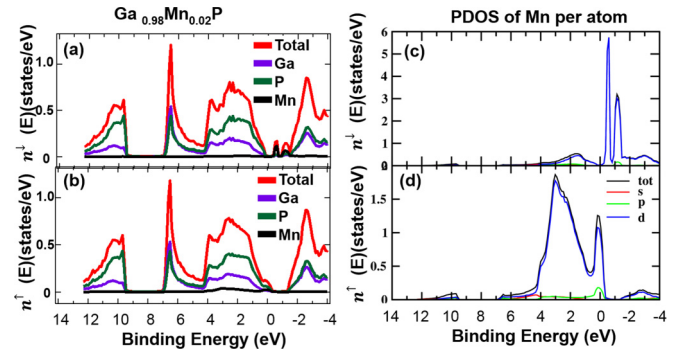 Ga 0.98Mn0.02P
PDOS of Mn per atom
(a)
Total
Ga
P
Mn
1.0
0.5
0
n↓ (E)(states/eV)
(b)
Total
Ga
P
Mn
1.0
0.5
0
n↑ (E)(states/eV)
14 12 10 8 6 4 2 0 -2 -4
Binding Energy (eV)
(c)
6
5
4
3
2
1
0
n↓ (E)(states/eV)
(d)
tot
s
p
d
1.5
1
0.5
0
n↑ (E)(states/eV)
14 12 10 8 6 4 2 0 -2 -4
Binding Energy (eV)